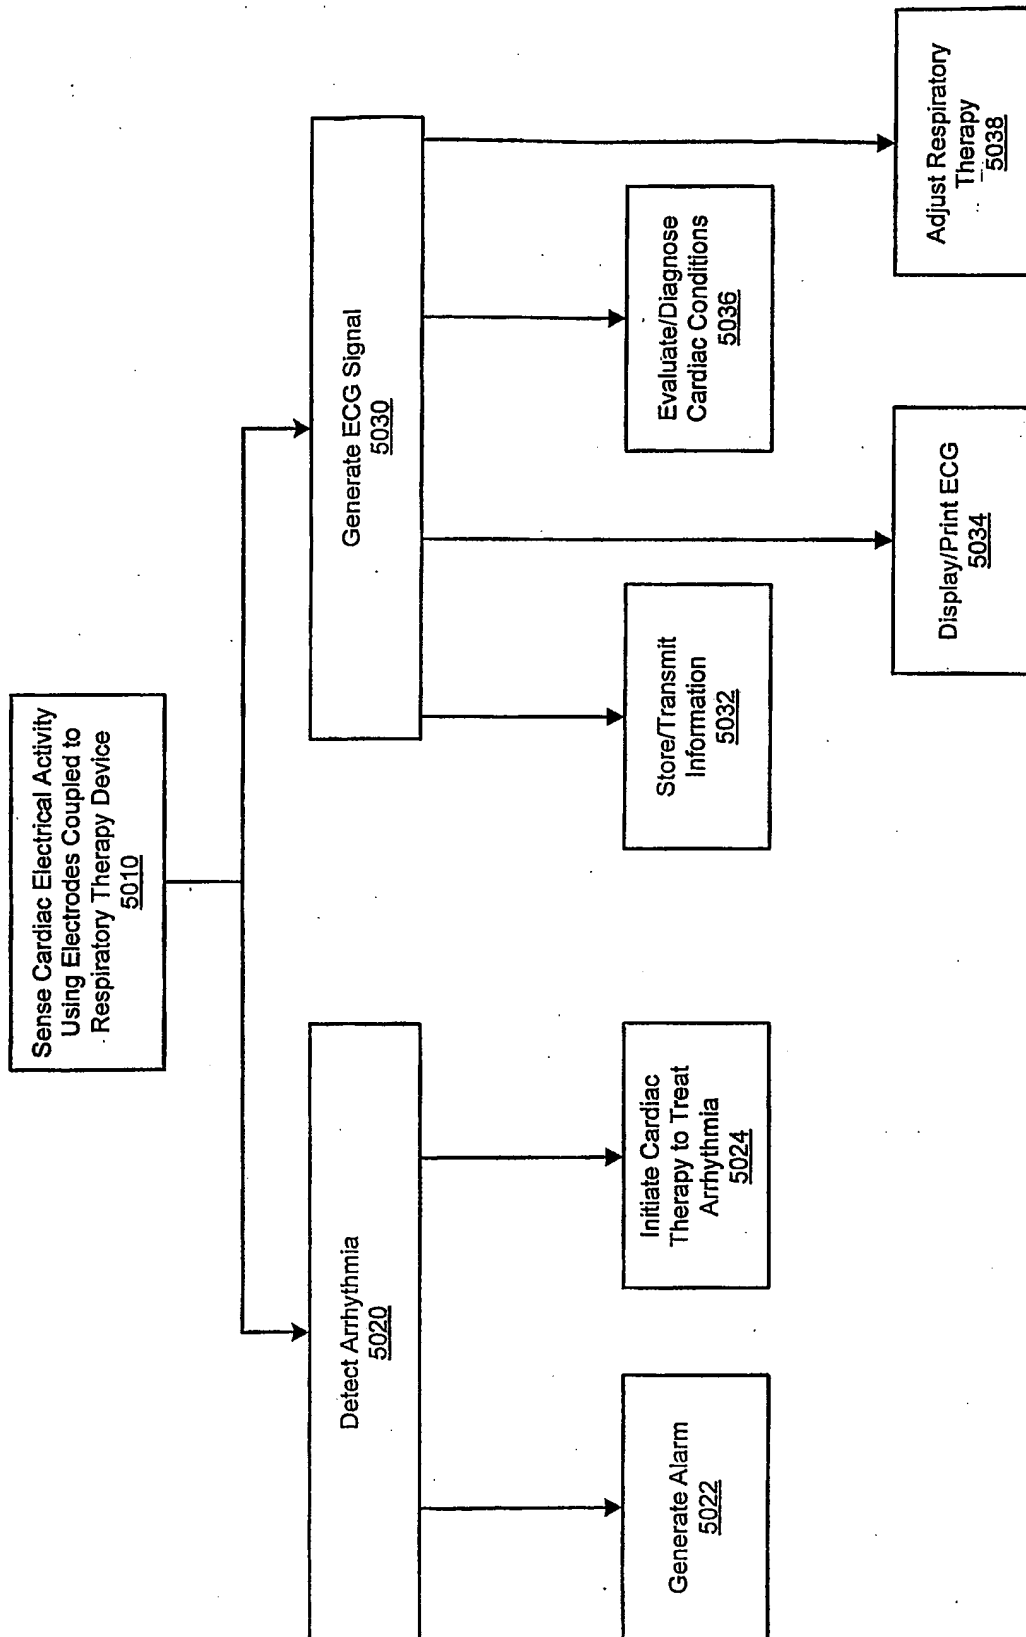 Sense Cardiac Electrical Activity
Using Electrodes Coupled to
Respiratory Therapy Device
5010
Detect Arrhythmia
5020
Generate ECG Signal
5030
Generate Alarm
5022
Initiate Cardiac
Therapy to Treat
Arrhythmia
5024
Store/Transmit
Information
5032
Evaluate/Diagnose
Cardiac Conditions
5036
Display/Print ECG
5034
Adjust Respiratory
Therapy
5038